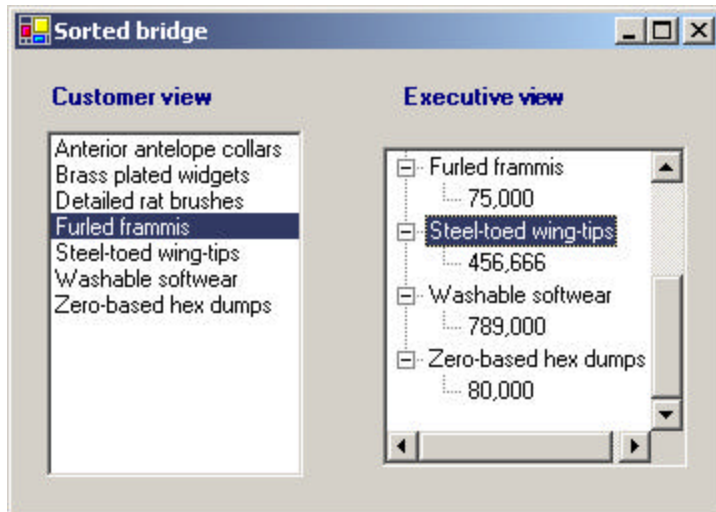 Sorted bridge
Customer view
Anterior antelope collars
Brass plated widgets
Detailed rat brushes
Furled frammis
Steel-toed wing-tips
Washable softwear
Zero-based hex dumps
Executive view
Furled frammis
75,000
Steel-toed wing-tips
456,666
Washable softwear
789,000
Zero-based hex dumps
80,000